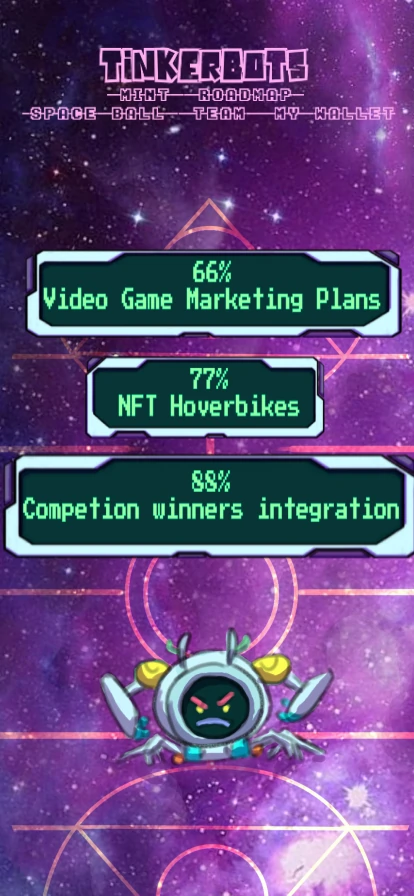 TiNKERBOTs
MINT ROADMAP
SPACE BALL TEAM MY WALLET
66%
Video Game Marketing Plans
77%
NFT Hoverbikes
88%
Competion winners integration